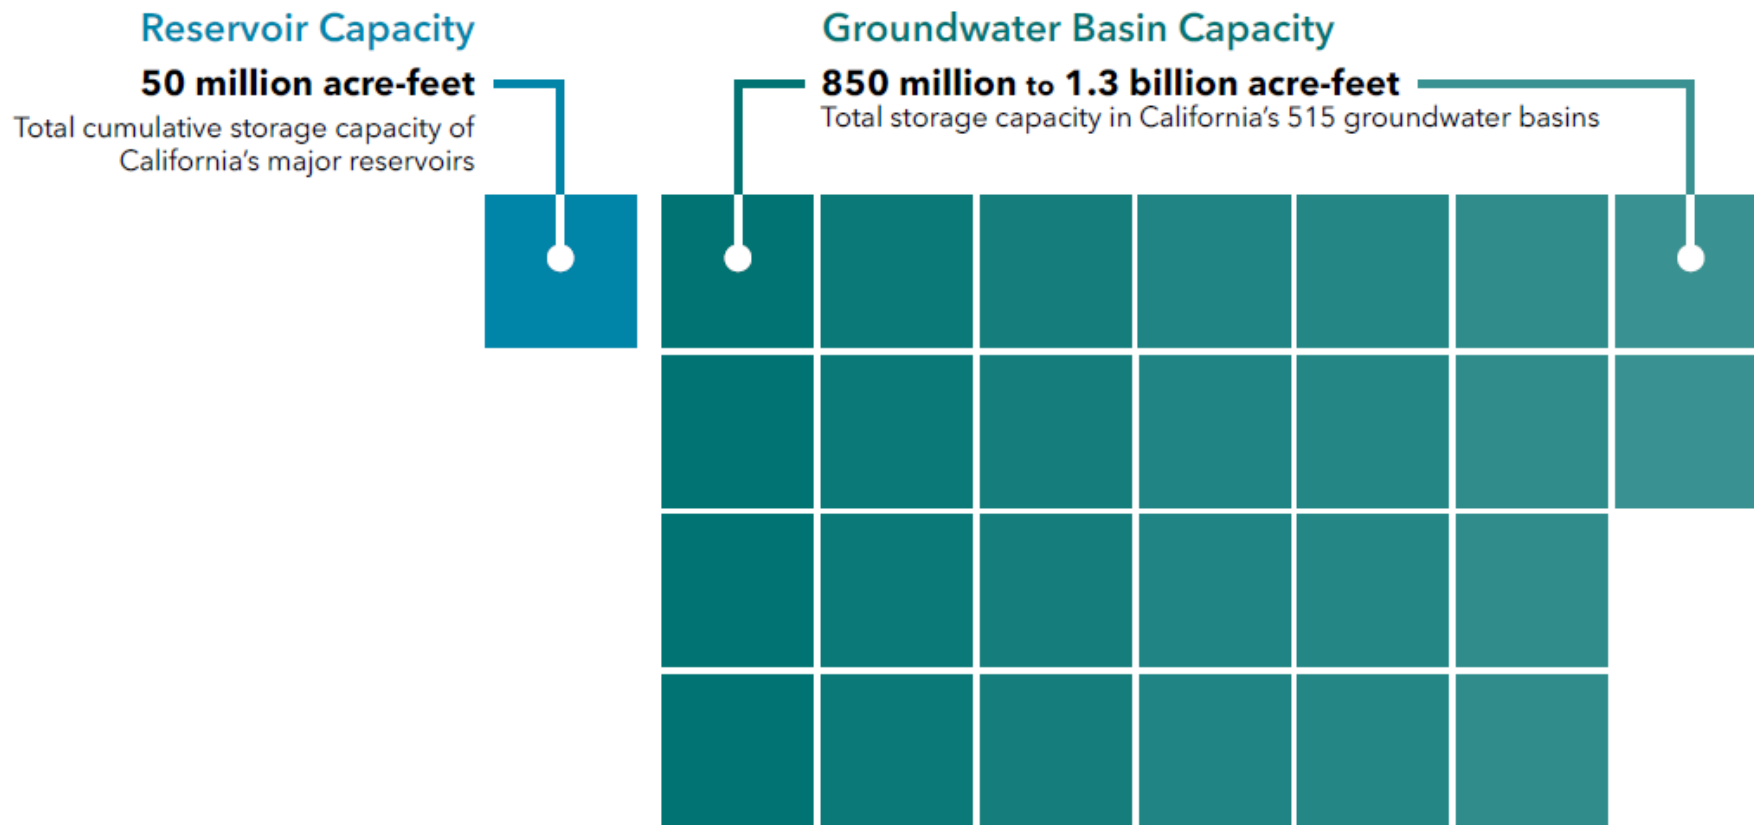 Reservoir Capacity
50 million acre-feet
Total cumulative storage capacity of
California’s major reservoirs
Groundwater Basin Capacity
850 million to 1.3 billion acre-feet
Total storage capacity in California’s 515 groundwater basins